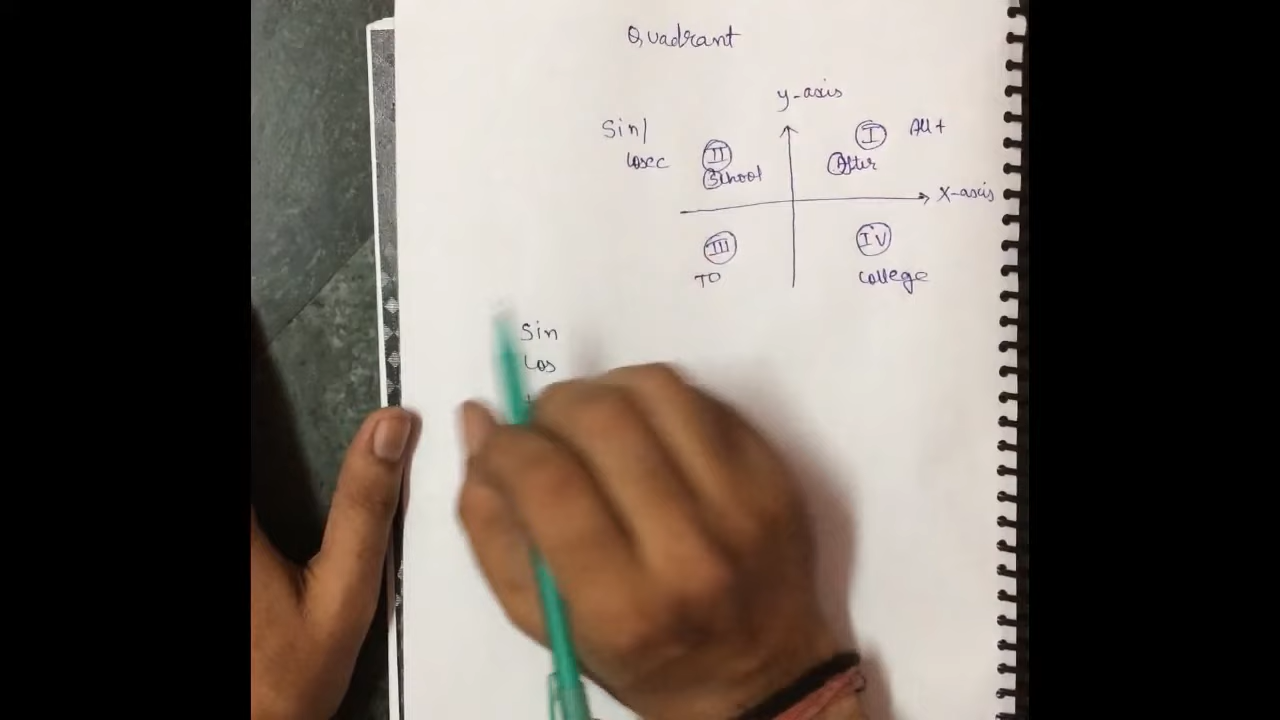 Quadrant
y-axis
Sin/
Cosec
II
School
I
All +
After
X-axis
III
TO
IV
College
Sin
Cos